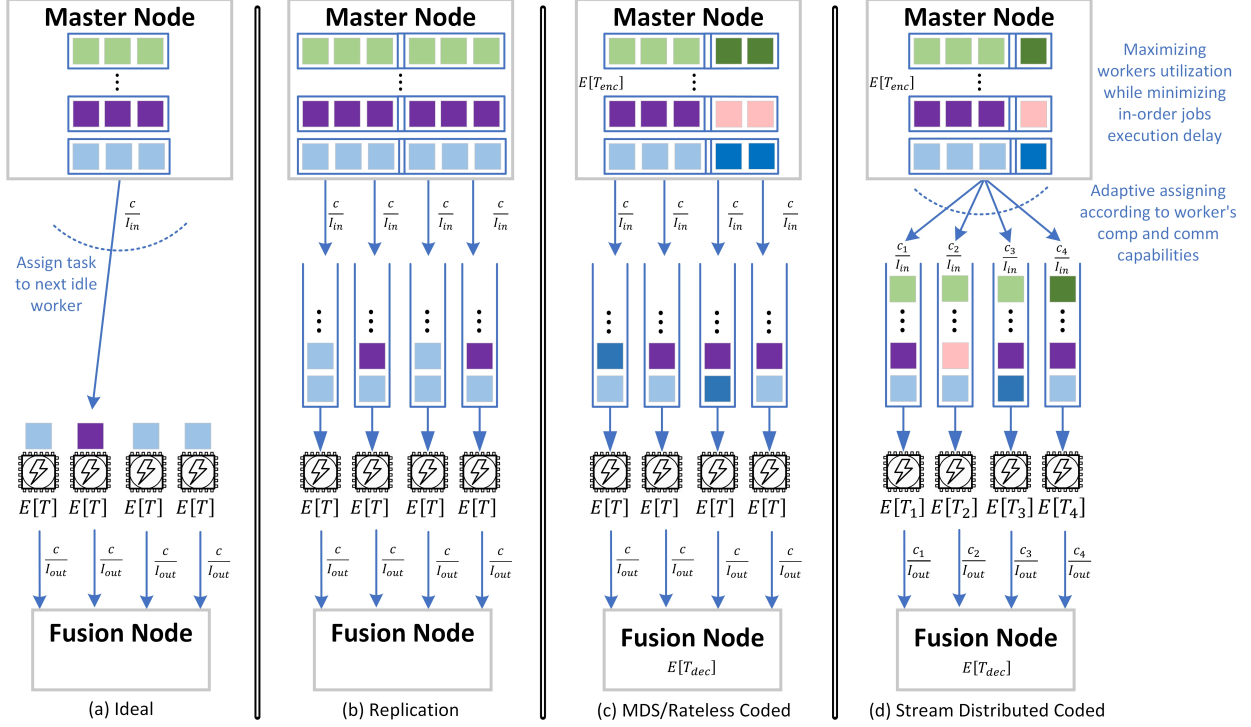 Master Node
c/I_in
Assign task
to next idle
worker
E[T] E[T] E[T] E[T]
c/I_out c/I_out c/I_out c/I_out
Fusion Node
(a) Ideal
Master Node
c/I_in c/I_in c/I_in c/I_in
E[T] E[T] E[T] E[T]
c/I_out c/I_out c/I_out c/I_out
Fusion Node
(b) Replication
Master Node
E[T_enc]
c/I_in c/I_in c/I_in c/I_in
E[T] E[T] E[T] E[T]
c/I_out c/I_out c/I_out c/I_out
Fusion Node
E[T_dec]
(c) MDS/Rateless Coded
Master Node
E[T_enc]
Maximizing
workers utilization
while minimizing
in-order jobs
execution delay
Adaptive assigning
according to worker's
comp and comm
capabilities
c_1/I_in c_2/I_in c_3/I_in c_4/I_in
E[T_1] E[T_2] E[T_3] E[T_4]
c_1/I_out c_2/I_out c_3/I_out c_4/I_out
Fusion Node
E[T_dec]
(d) Stream Distributed Coded